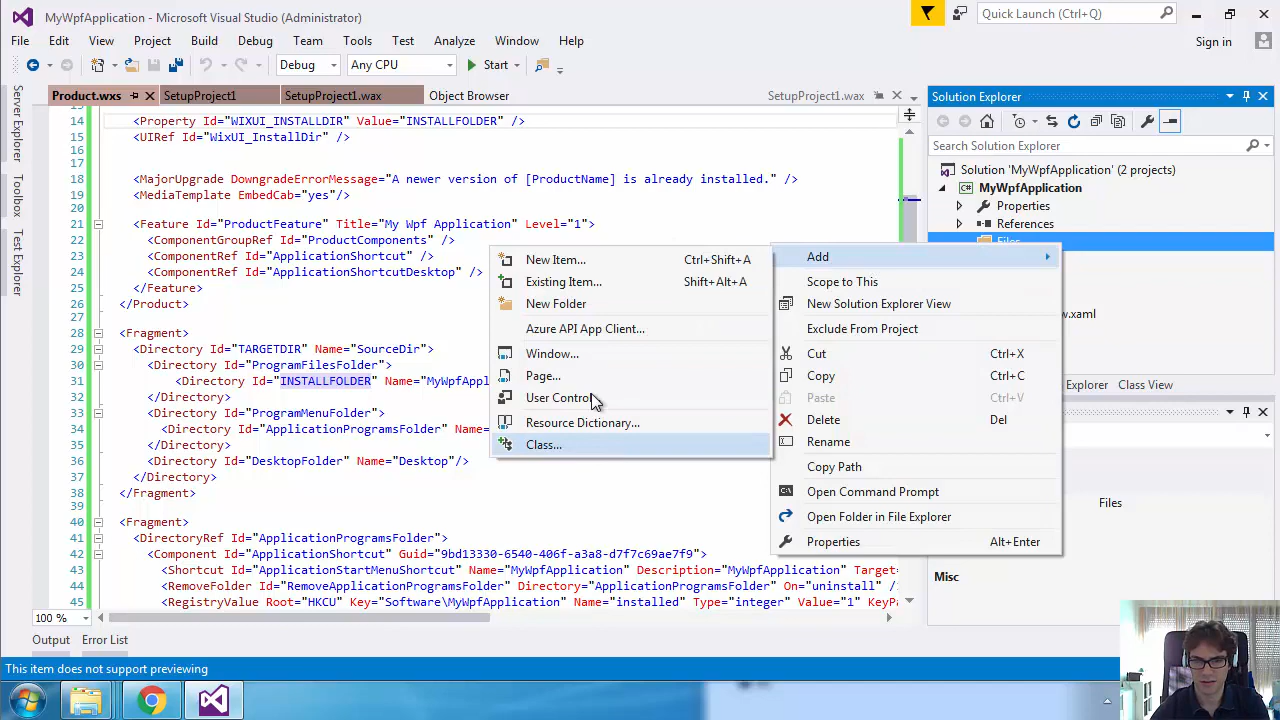 MyWpfApplication - Microsoft Visual Studio (Administrator)
Quick Launch (Ctrl+Q)
File Edit View Project Build Debug Team Tools Test Analyze Window Help
Sign in
Debug
Any CPU
Start
Server Explorer
Toolbox
Test Explorer
Product.wxs
SetupProject1
SetupProject1.wax
Object Browser
SetupProject1.wax
14 <Property Id="WIXUI_INSTALLDIR" Value="INSTALLFOLDER" />
15 <UIRef Id="WixUI_InstallDir" />
16
17
18 <MajorUpgrade DowngradeErrorMessage="A newer version of [ProductName] is already installed." />
19 <MediaTemplate EmbedCab="yes"/>
20
21 <Feature Id="ProductFeature" Title="My Wpf Application" Level="1">
22 <ComponentGroupRef Id="ProductComponents" />
23 <ComponentRef Id="ApplicationShortcut" />
24 <ComponentRef Id="ApplicationShortcutDesktop" />
25 </Feature>
26 </Product>
27
28 <Fragment>
29 <Directory Id="TARGETDIR" Name="SourceDir">
30 <Directory Id="ProgramFilesFolder">
31 <Directory Id="INSTALLFOLDER" Name="MyWpfAppl
32 </Directory>
33 <Directory Id="ProgramMenuFolder">
34 <Directory Id="ApplicationProgramsFolder" Name=
35 </Directory>
36 <Directory Id="DesktopFolder" Name="Desktop"/>
37 </Directory>
38 </Fragment>
39
40 <Fragment>
41 <DirectoryRef Id="ApplicationProgramsFolder">
42 <Component Id="ApplicationShortcut" Guid="9bd13330-6540-406f-a3a8-d7f7c69ae7f9">
43 <Shortcut Id="ApplicationStartMenuShortcut" Name="MyWpfApplication" Description="MyWpfApplication" Target=
44 <RemoveFolder Id="RemoveApplicationProgramsFolder" Directory="ApplicationProgramsFolder" On="uninstall" /
45 <RegistryValue Root="HKCU" Key="Software\MyWpfApplication" Name="installed" Type="integer" Value="1" KeyPa
100 %
New Item... Ctrl+Shift+A
Existing Item... Shift+Alt+A
New Folder
Azure API App Client...
Window...
Page...
User Control
Resource Dictionary...
Class...
Add
Scope to This
New Solution Explorer View
Exclude From Project
Cut Ctrl+X
Copy Ctrl+C
Paste Ctrl+V
Delete Del
Rename
Copy Path
Open Command Prompt
Open Folder in File Explorer
Properties Alt+Enter
Solution Explorer
Search Solution Explorer
Solution 'MyWpfApplication' (2 projects)
MyWpfApplication
Properties
References
Files
w.xaml
Explorer
Class View
Files
Misc
Output
Error List
This item does not support previewing